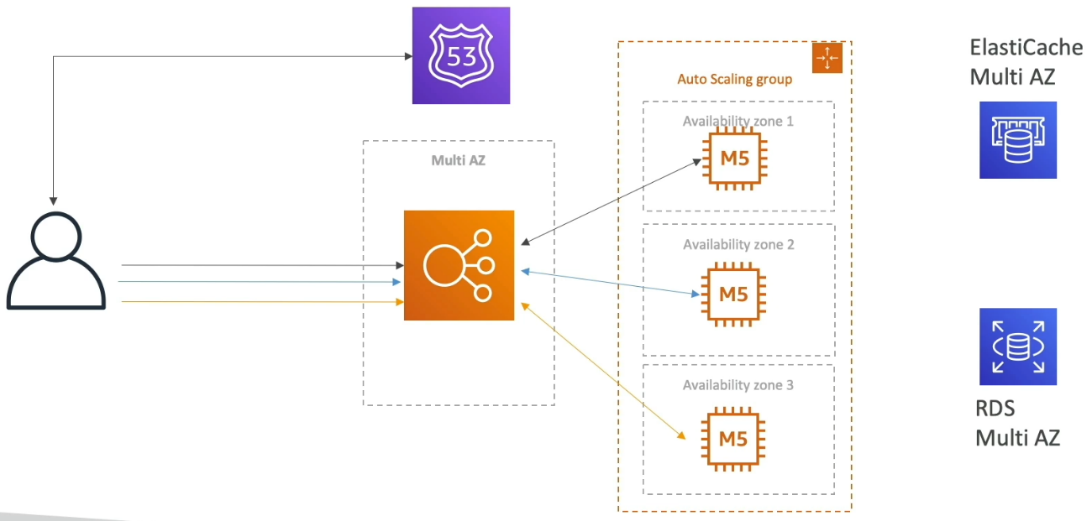 53
ElastiCache
Multi AZ
Auto Scaling group
Availability zone 1
M5
Multi AZ
Availability zone 2
M5
Availability zone 3
M5
RDS
Multi AZ